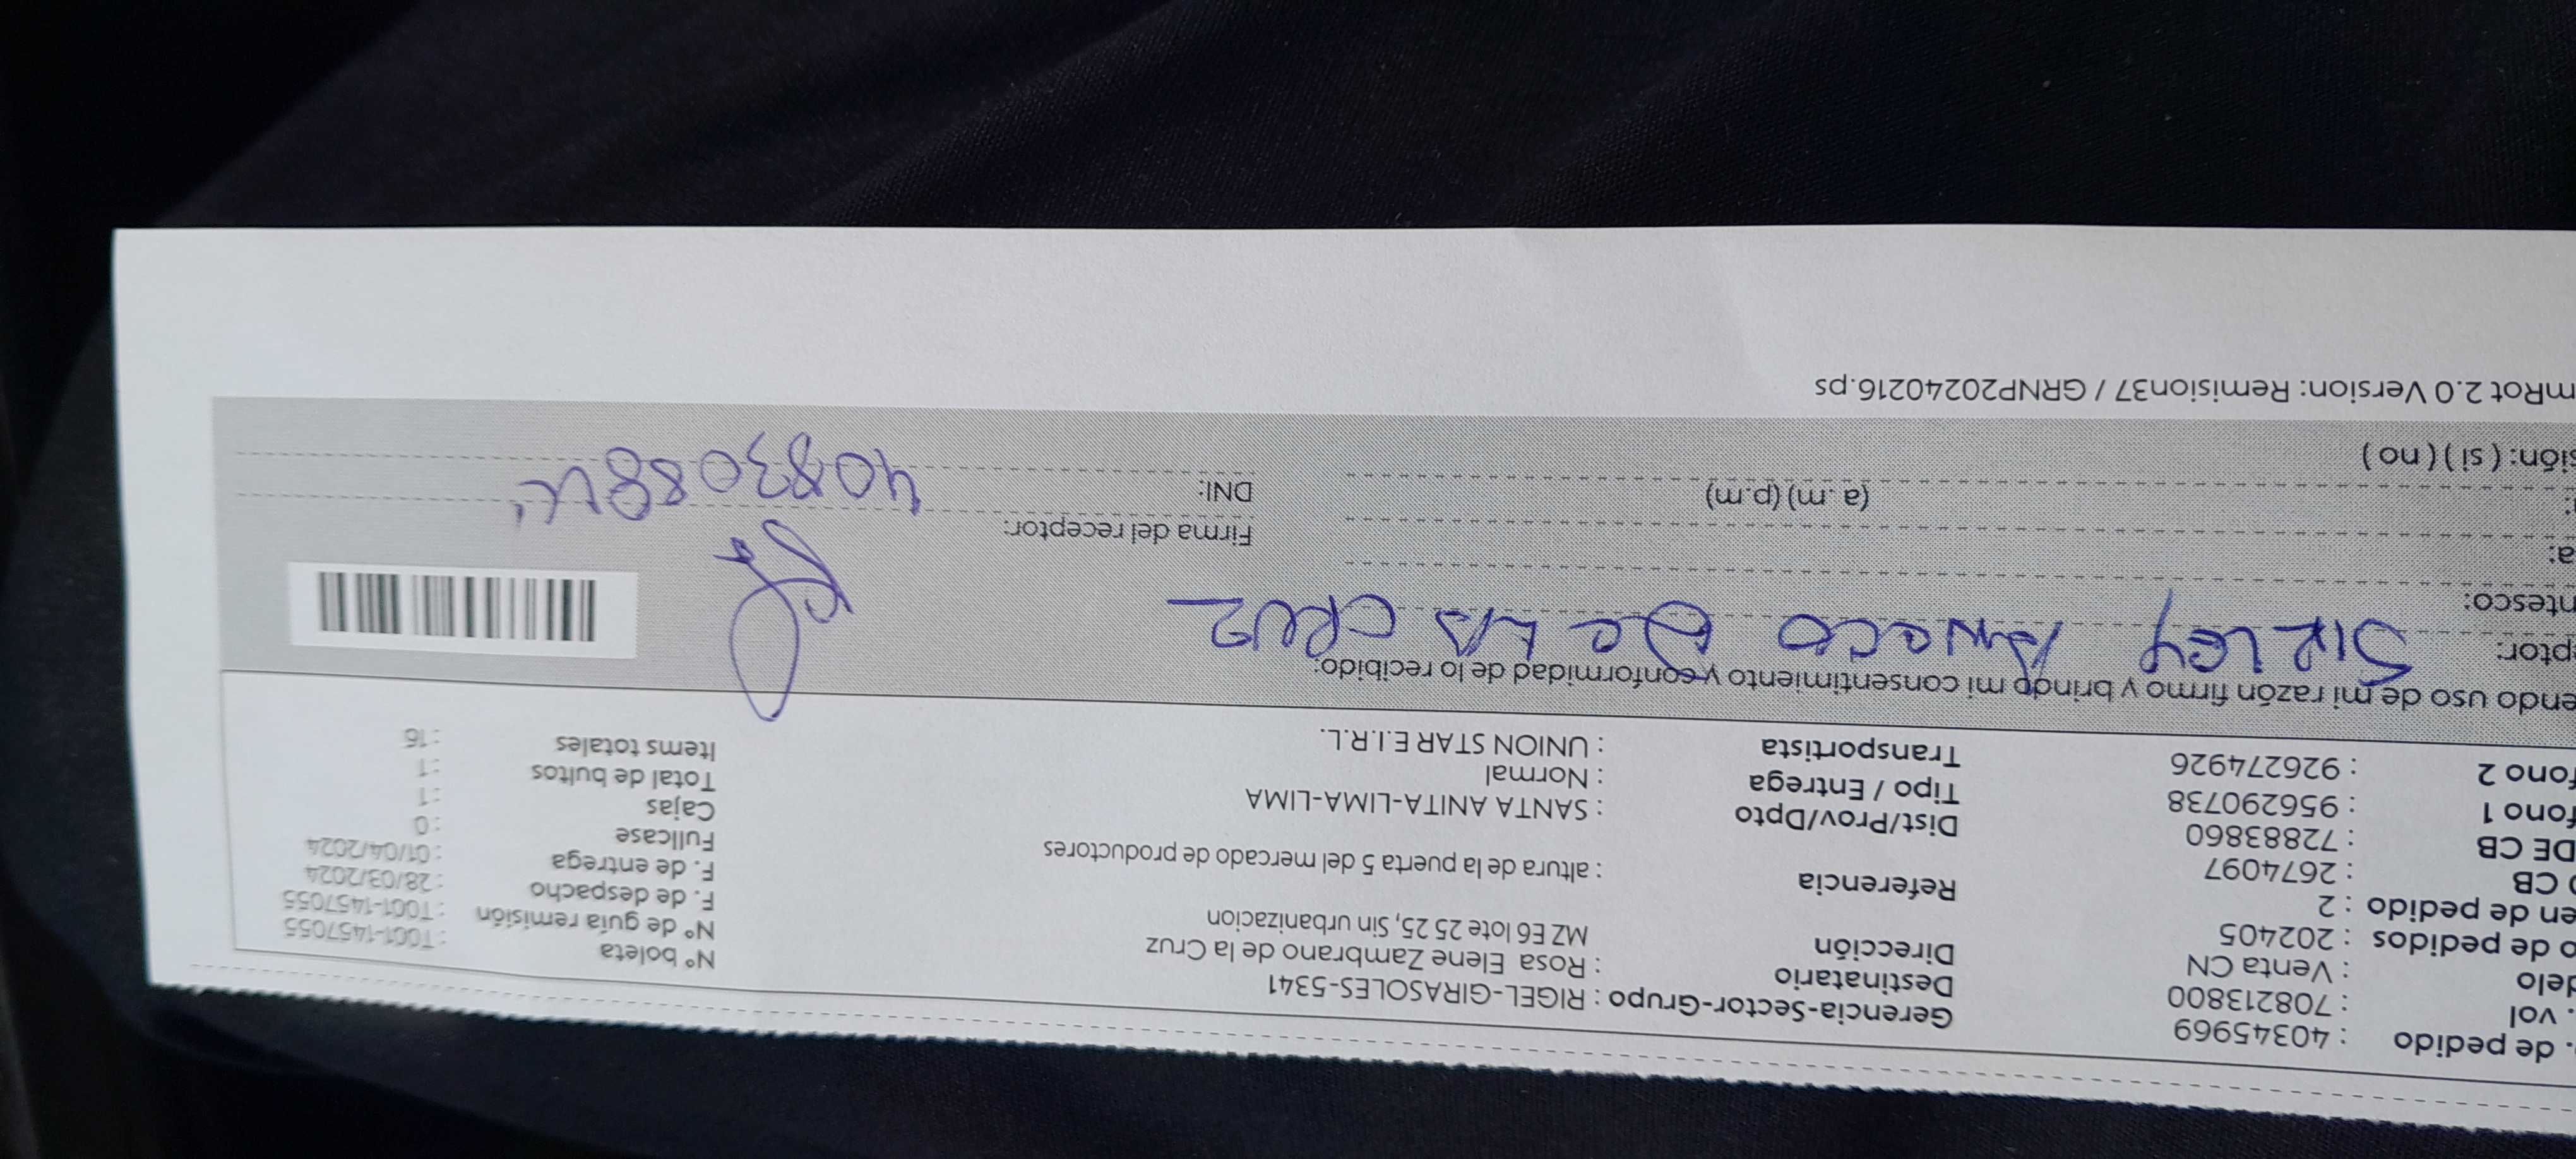 . de pedido : 40345969 Gerencia-Sector-Grupo : RIGEL-GIRASOLES-5341 N° boleta : T001-1457055
. vol : 708213800 Destinatario : Rosa Elene Zambrano de la Cruz N° de guía remisión : T001-1457055
delo : Venta CN Dirección MZ E6 lote 25 25, Sin urbanizacion F. de despacho : 28/03/2024
o de pedidos : 202405 F. de entrega : 01/04/2024
en de pedido : 2 Referencia : altura de la puerta 5 del mercado de productores Fullcase : 0
O CB : 2674097 Cajas : 1
DE CB : 72883860 Dist/Prov/Dpto : SANTA ANITA-LIMA-LIMA Total de bultos : 1
fono 1 : 956290738 Tipo / Entrega : Normal Items totales : 16
fono 2 : 926274926 Transportista : UNION STAR E.I.R.L.
endo uso de mi razón firmo y brindo mi consentimiento y conformidad de lo recibido:
ptor: SIRLEY De LA CRUZ
ntesco:
a: Firma del receptor:
: (a. m) (p.m) DNI:
sión: ( si ) ( no )
mRot 2.0 Version: Remision37 / GRNP20240216.ps